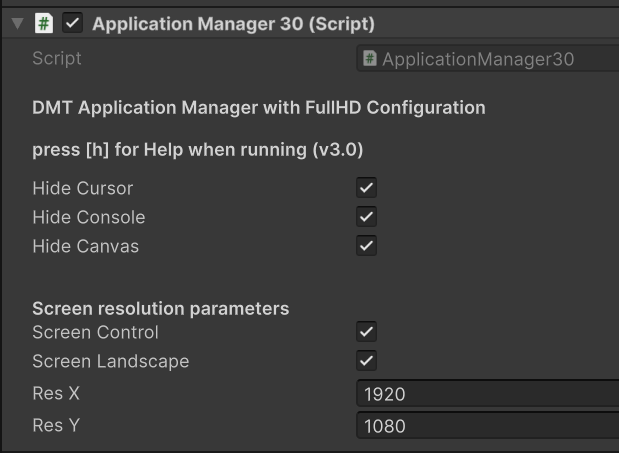 # Application Manager 30 (Script)
Script # ApplicationManager30
DMT Application Manager with FullHD Configuration
press [h] for Help when running (v3.0)
Hide Cursor
Hide Console
Hide Canvas
Screen resolution parameters
Screen Control
Screen Landscape
Res X 1920
Res Y 1080